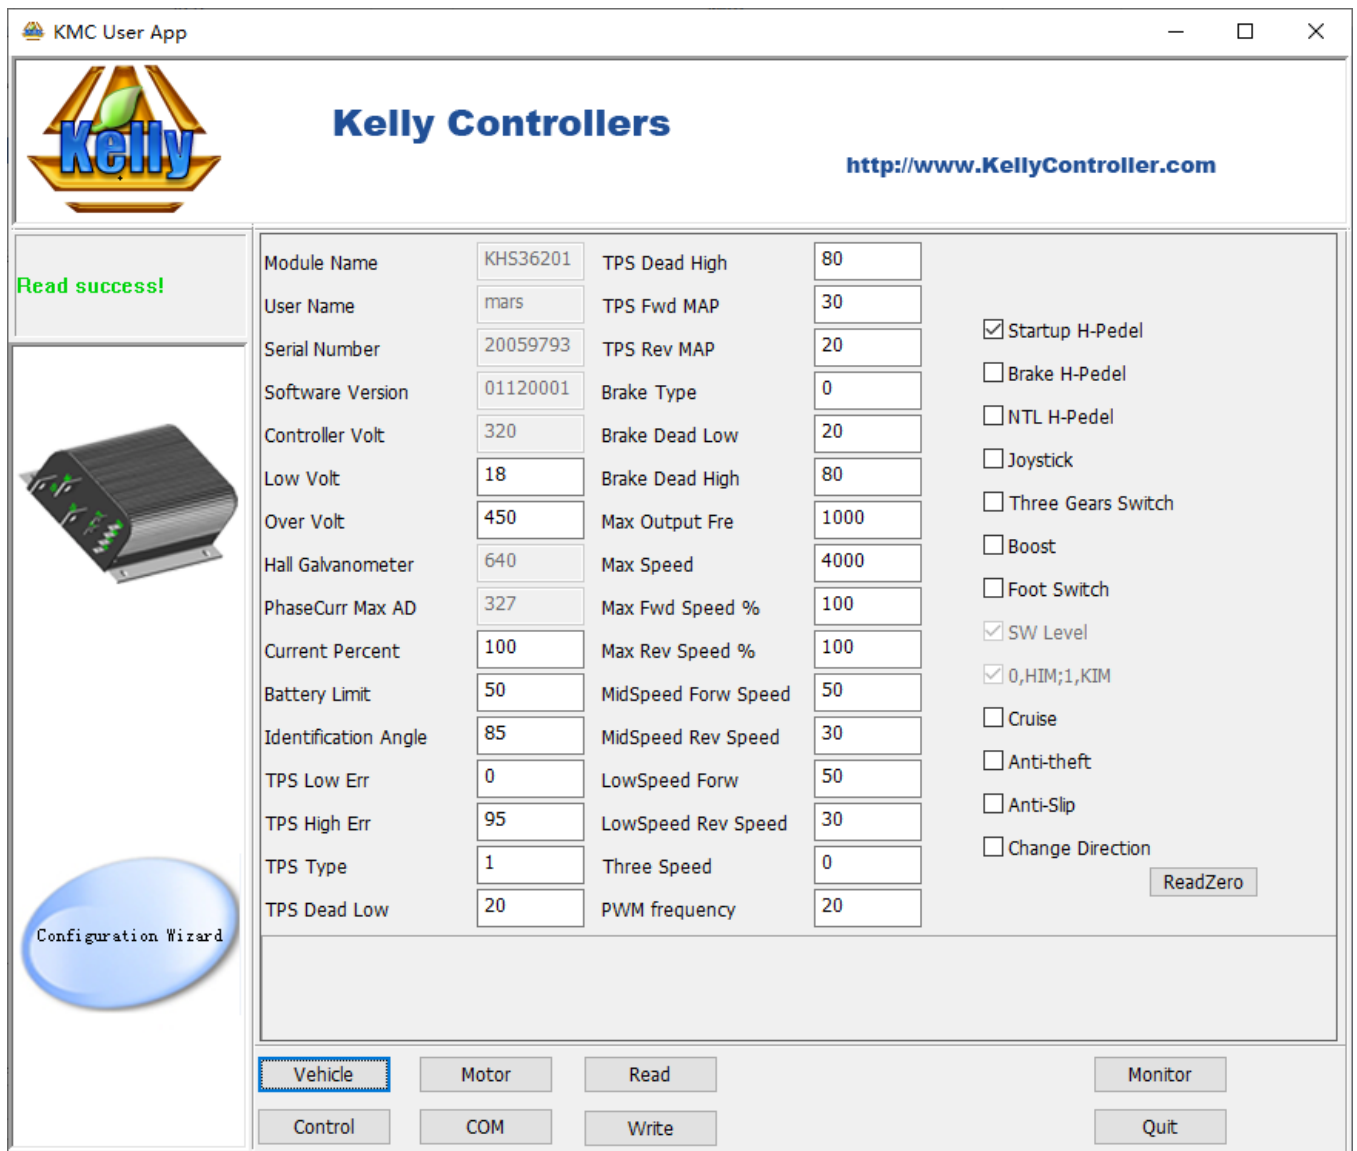 KMC User App
Kelly
Kelly Controllers
http://www.KellyController.com
Read success!
Configuration Wizard
Module Name KHS36201 TPS Dead High 80
User Name mars TPS Fwd MAP 30
Startup H-Pedel
Serial Number 20059793 TPS Rev MAP 20
Brake H-Pedel
Software Version 01120001 Brake Type 0
NTL H-Pedel
Controller Volt 320 Brake Dead Low 20
Joystick
Low Volt 18 Brake Dead High 80
Three Gears Switch
Over Volt 450 Max Output Fre 1000
Boost
Hall Galvanometer 640 Max Speed 4000
Foot Switch
PhaseCurr Max AD 327 Max Fwd Speed % 100
SW Level
Current Percent 100 Max Rev Speed % 100
0,HIM;1,KIM
Battery Limit 50 MidSpeed Forw Speed 50
Cruise
Identification Angle 85 MidSpeed Rev Speed 30
Anti-theft
TPS Low Err 0 LowSpeed Forw 50
Anti-Slip
TPS High Err 95 LowSpeed Rev Speed 30
Change Direction
TPS Type 1 Three Speed 0
ReadZero
TPS Dead Low 20 PWM frequency 20
Vehicle Motor Read Monitor
Control COM Write Quit